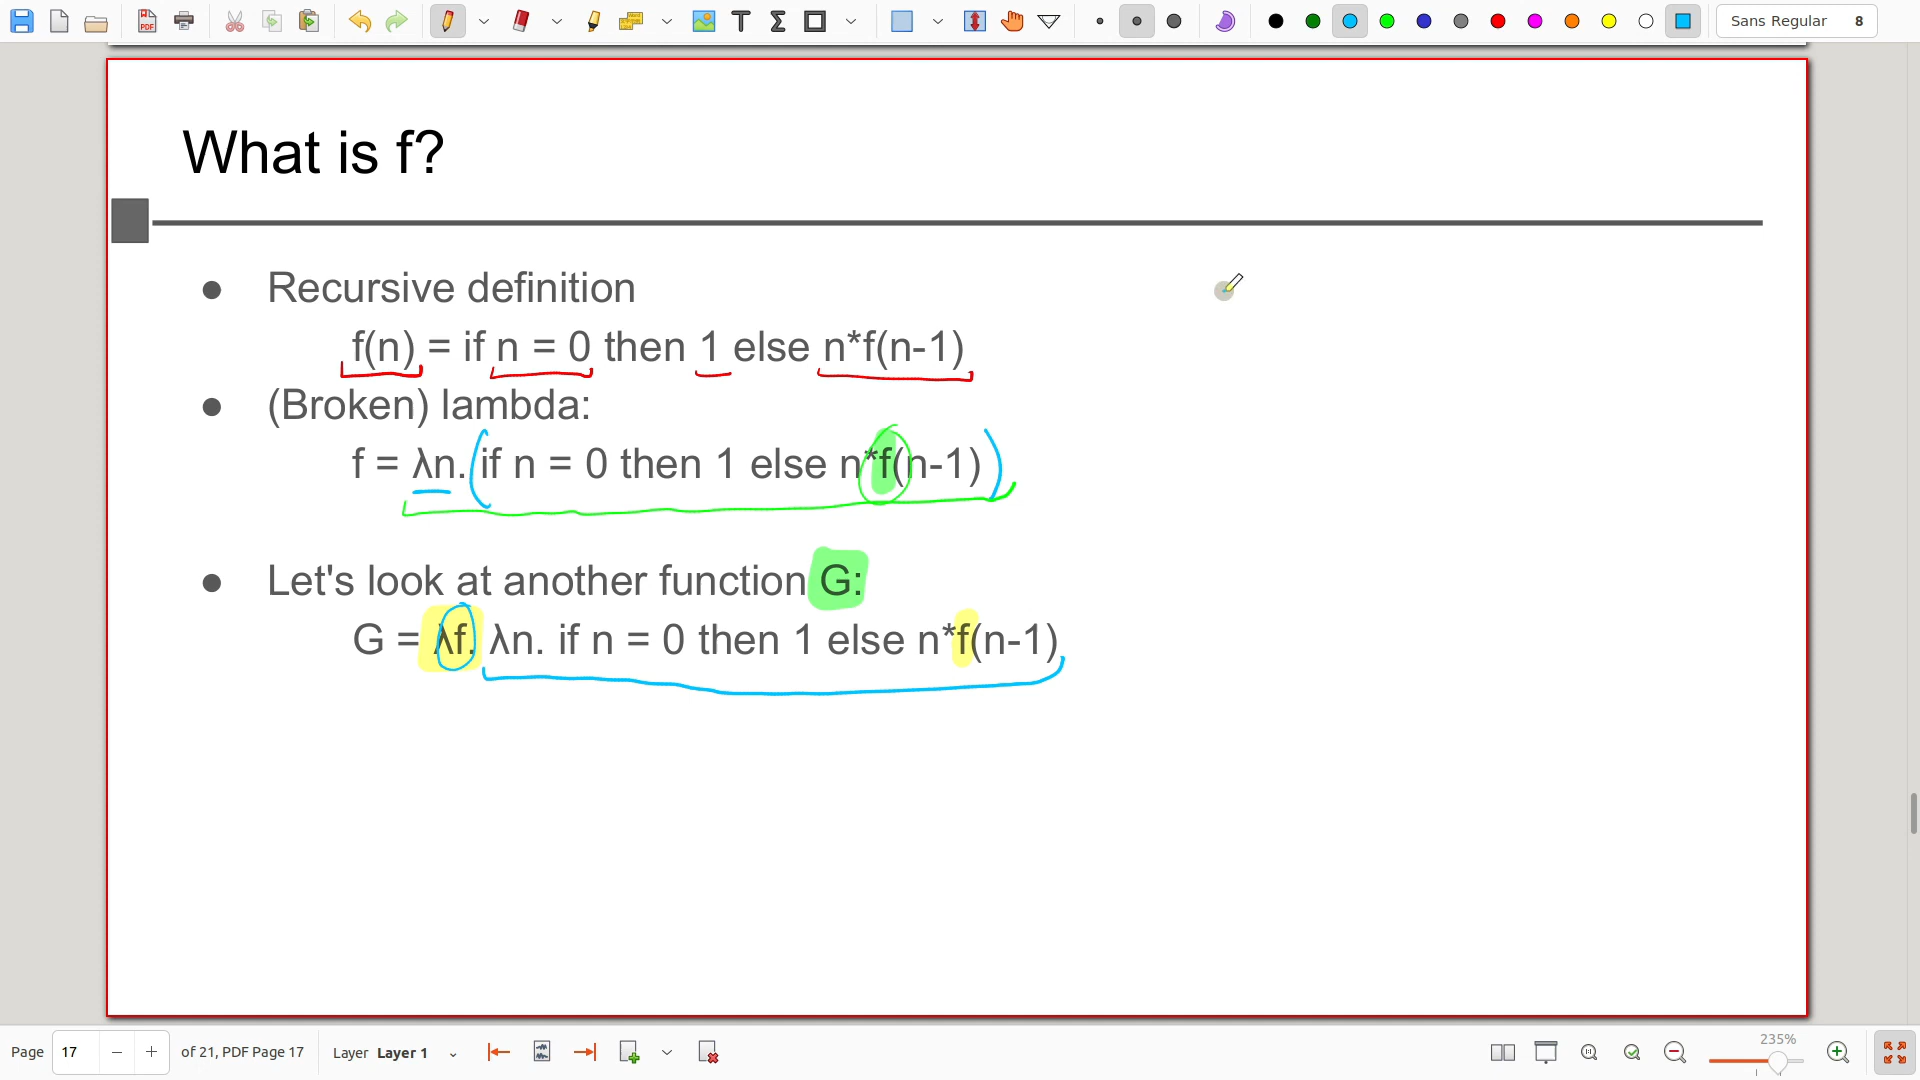 Sans Regular 8
What is f?
● Recursive definition
f(n) = if n = 0 then 1 else n*f(n-1)
● (Broken) lambda:
f = λn. if n = 0 then 1 else n*f(n-1)
● Let's look at another function G:
G = λf. λn. if n = 0 then 1 else n*f(n-1)
Page 17 of 21, PDF Page 17 Layer Layer 1 235%